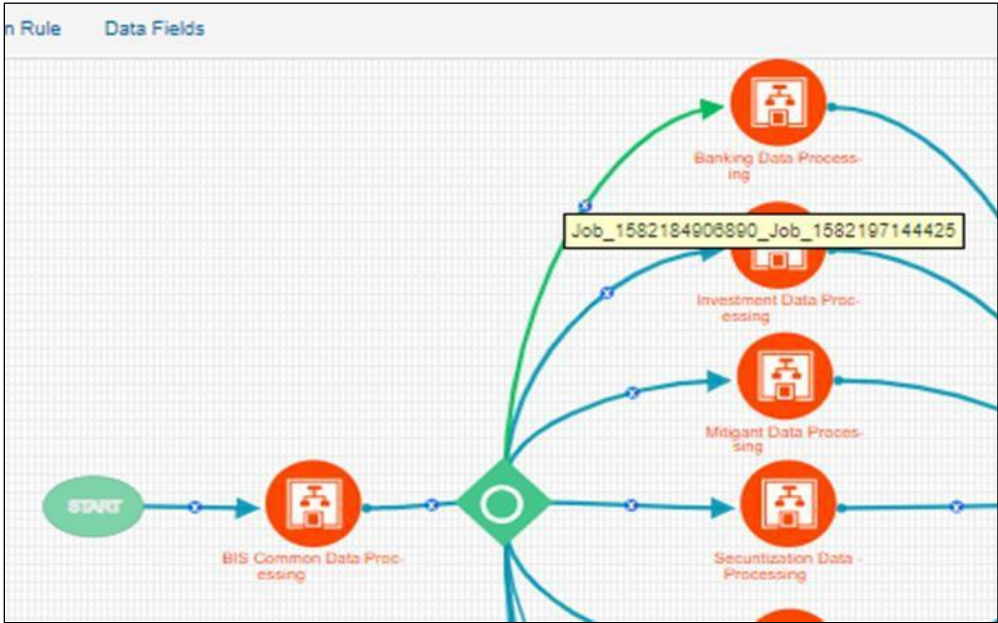 n Rule Data Fields
Banking Data Process-
ing
Job_1582184906890_Job_1582197144425
Investment Data Proc-
essing
Mitigant Data Proces-
sing
START
BIS Common Data Proc-
essing
Securitization Data -
Processing